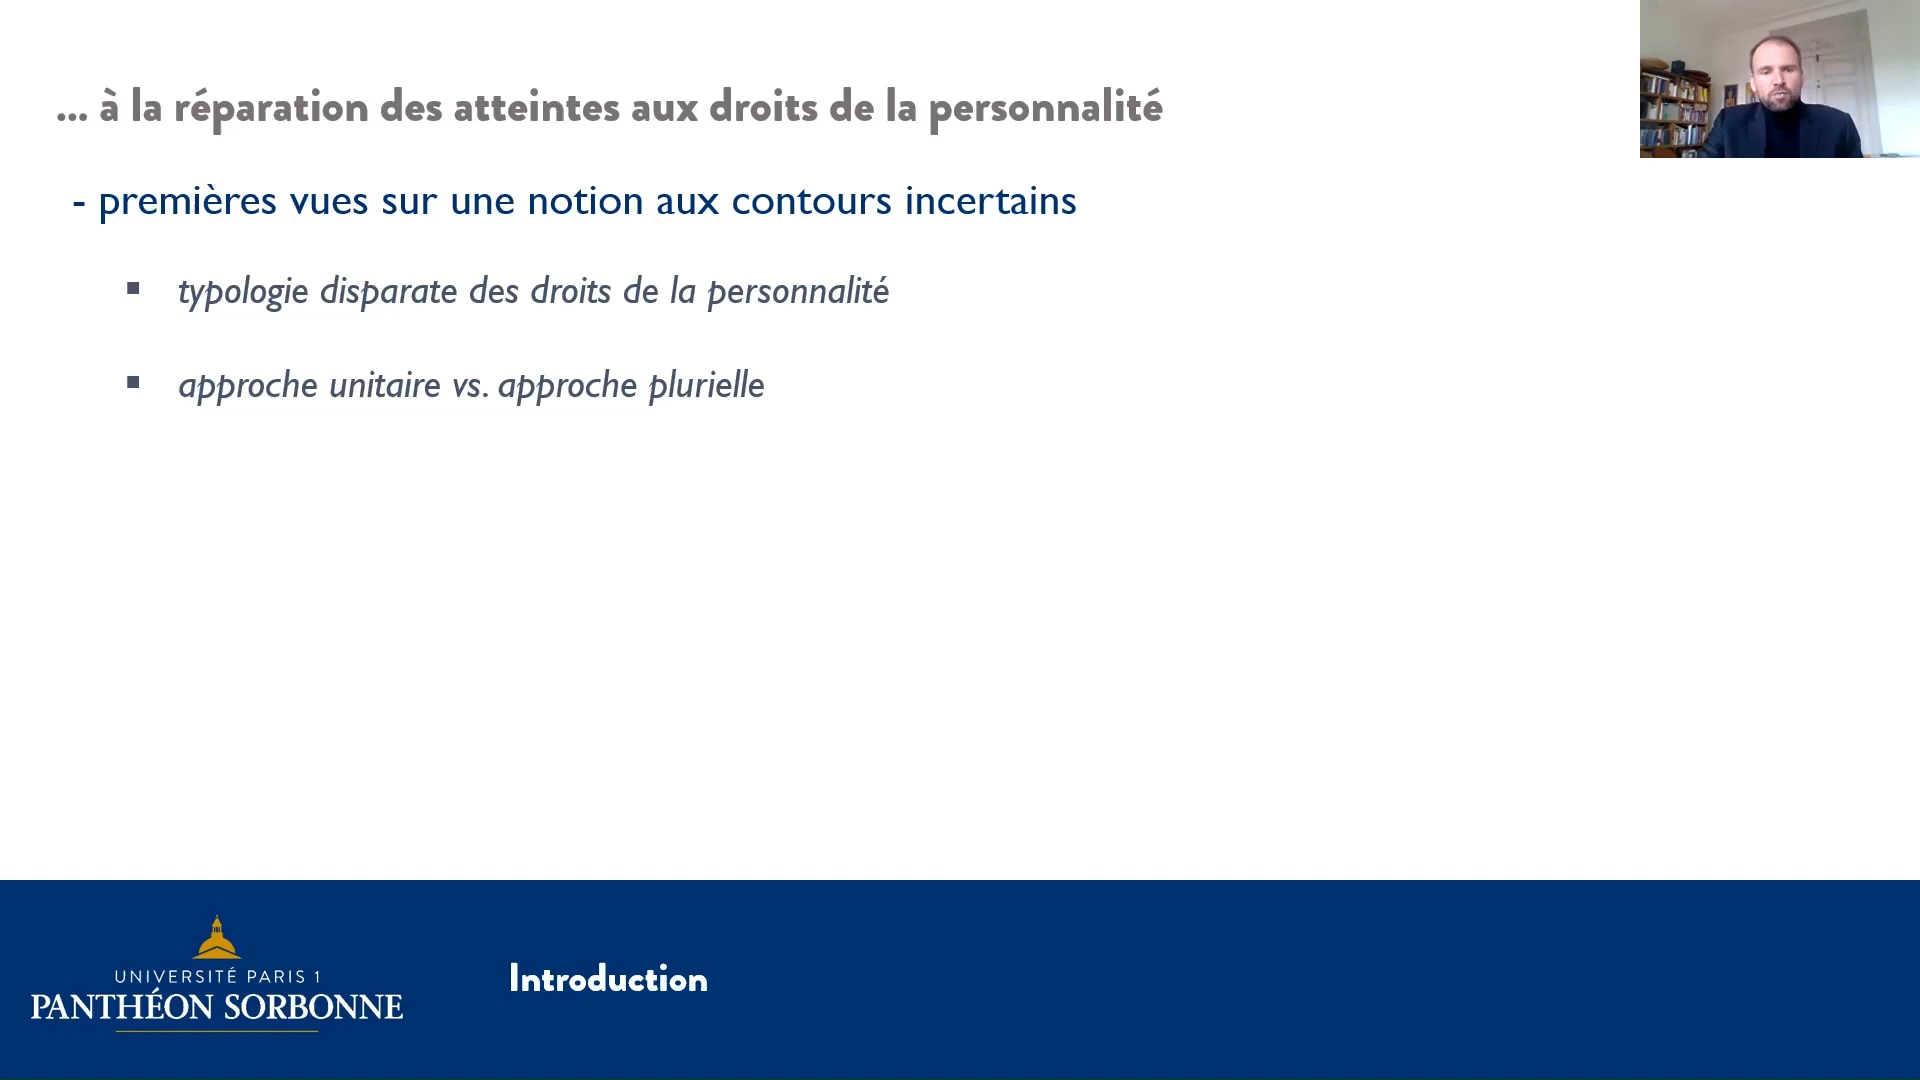 ... à la réparation des atteintes aux droits de la personnalité
- premières vues sur une notion aux contours incertains
▪ typologie disparate des droits de la personnalité
▪ approche unitaire vs. approche plurielle
UNIVERSITÉ PARIS 1
PANTHÉON SORBONNE
Introduction